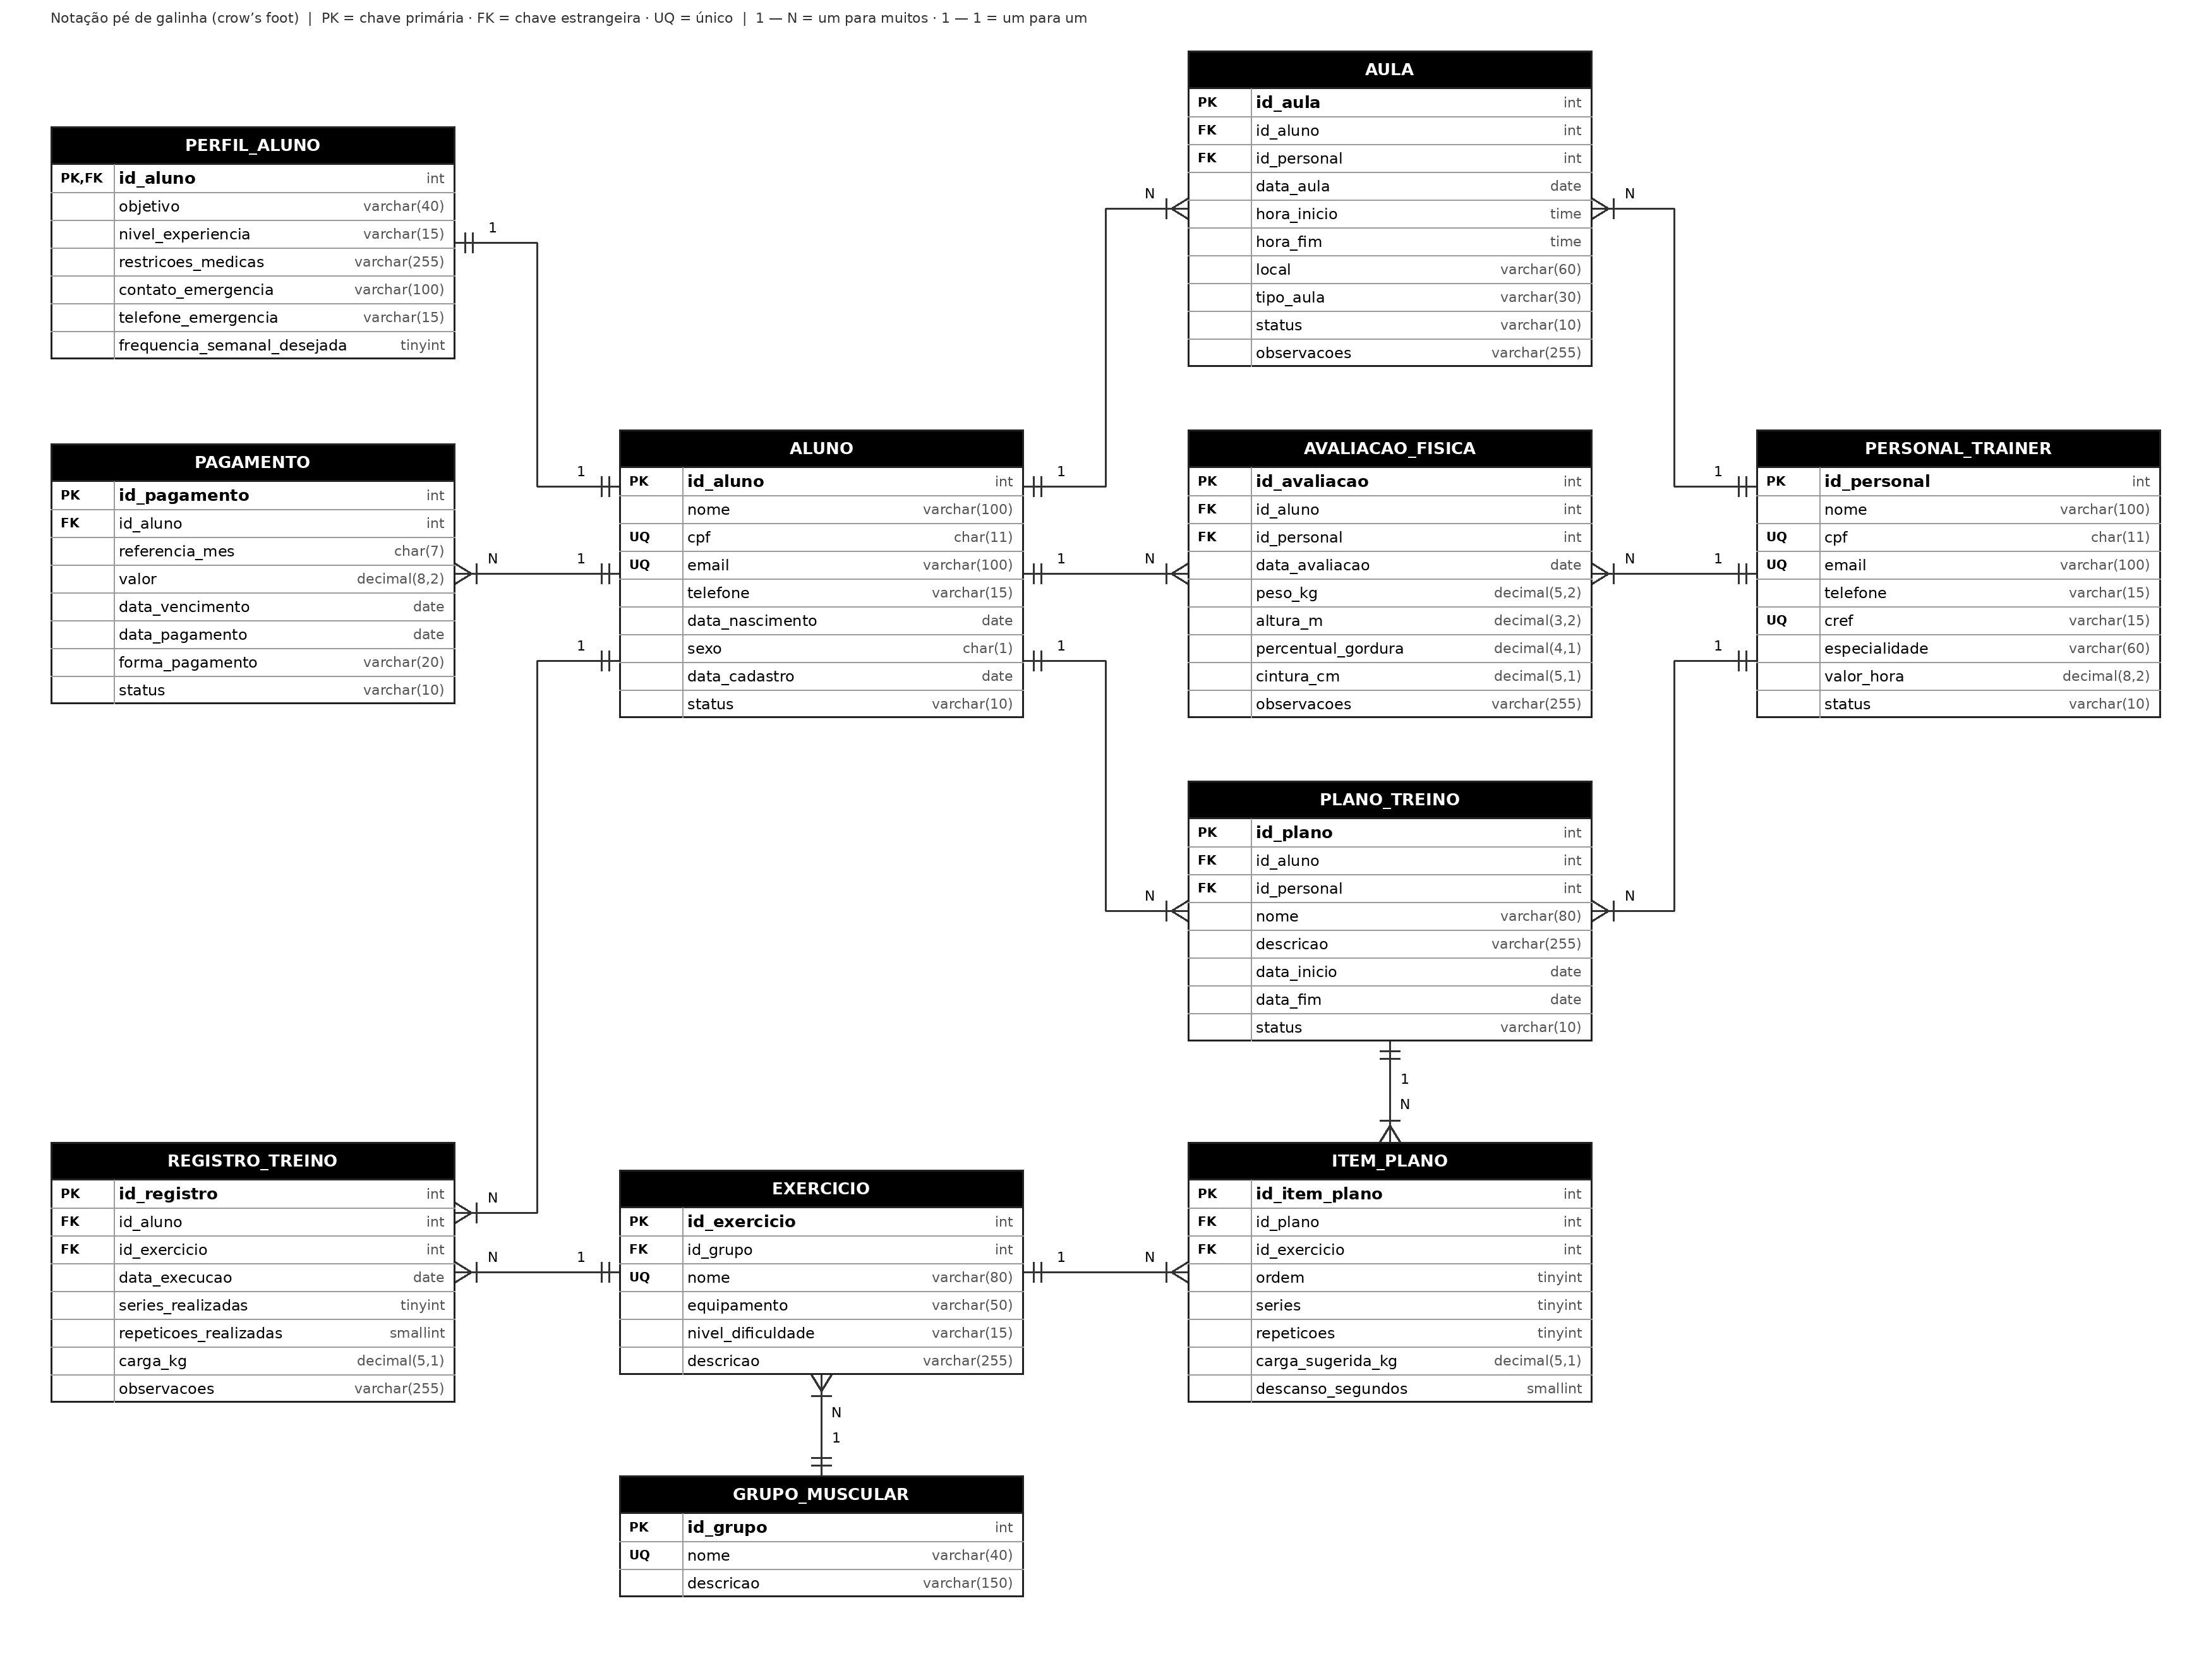 Notação pé de galinha (crow’s foot) | PK = chave primária · FK = chave estrangeira · UQ = único | 1 — N = um para muitos · 1 — 1 = um para um
AULA
PK id_aula int
FK id_aluno int
FK id_personal int
data_aula date
hora_inicio time
hora_fim time
local varchar(60)
tipo_aula varchar(30)
status varchar(10)
observacoes varchar(255)
N
N
PERFIL_ALUNO
PK,FK id_aluno int
objetivo varchar(40)
nivel_experiencia varchar(15)
restricoes_medicas varchar(255)
contato_emergencia varchar(100)
telefone_emergencia varchar(15)
frequencia_semanal_desejada tinyint
1
PAGAMENTO
PK id_pagamento int
FK id_aluno int
referencia_mes char(7)
valor decimal(8,2)
data_vencimento date
data_pagamento date
forma_pagamento varchar(20)
status varchar(10)
N
1
1
1
ALUNO
PK id_aluno int
nome varchar(100)
UQ cpf char(11)
UQ email varchar(100)
telefone varchar(15)
data_nascimento date
sexo char(1)
data_cadastro date
status varchar(10)
1
1
1
N
AVALIACAO_FISICA
PK id_avaliacao int
FK id_aluno int
FK id_personal int
data_avaliacao date
peso_kg decimal(5,2)
altura_m decimal(3,2)
percentual_gordura decimal(4,1)
cintura_cm decimal(5,1)
observacoes varchar(255)
N
1
1
1
PERSONAL_TRAINER
PK id_personal int
nome varchar(100)
UQ cpf char(11)
UQ email varchar(100)
telefone varchar(15)
UQ cref varchar(15)
especialidade varchar(60)
valor_hora decimal(8,2)
status varchar(10)
PLANO_TREINO
PK id_plano int
FK id_aluno int
FK id_personal int
nome varchar(80)
descricao varchar(255)
data_inicio date
data_fim date
status varchar(10)
N
N
1
N
REGISTRO_TREINO
PK id_registro int
FK id_aluno int
FK id_exercicio int
data_execucao date
series_realizadas tinyint
repeticoes_realizadas smallint
carga_kg decimal(5,1)
observacoes varchar(255)
N
N
1
EXERCICIO
PK id_exercicio int
FK id_grupo int
UQ nome varchar(80)
equipamento varchar(50)
nivel_dificuldade varchar(15)
descricao varchar(255)
1
N
ITEM_PLANO
PK id_item_plano int
FK id_plano int
FK id_exercicio int
ordem tinyint
series tinyint
repeticoes tinyint
carga_sugerida_kg decimal(5,1)
descanso_segundos smallint
N
1
GRUPO_MUSCULAR
PK id_grupo int
UQ nome varchar(40)
descricao varchar(150)